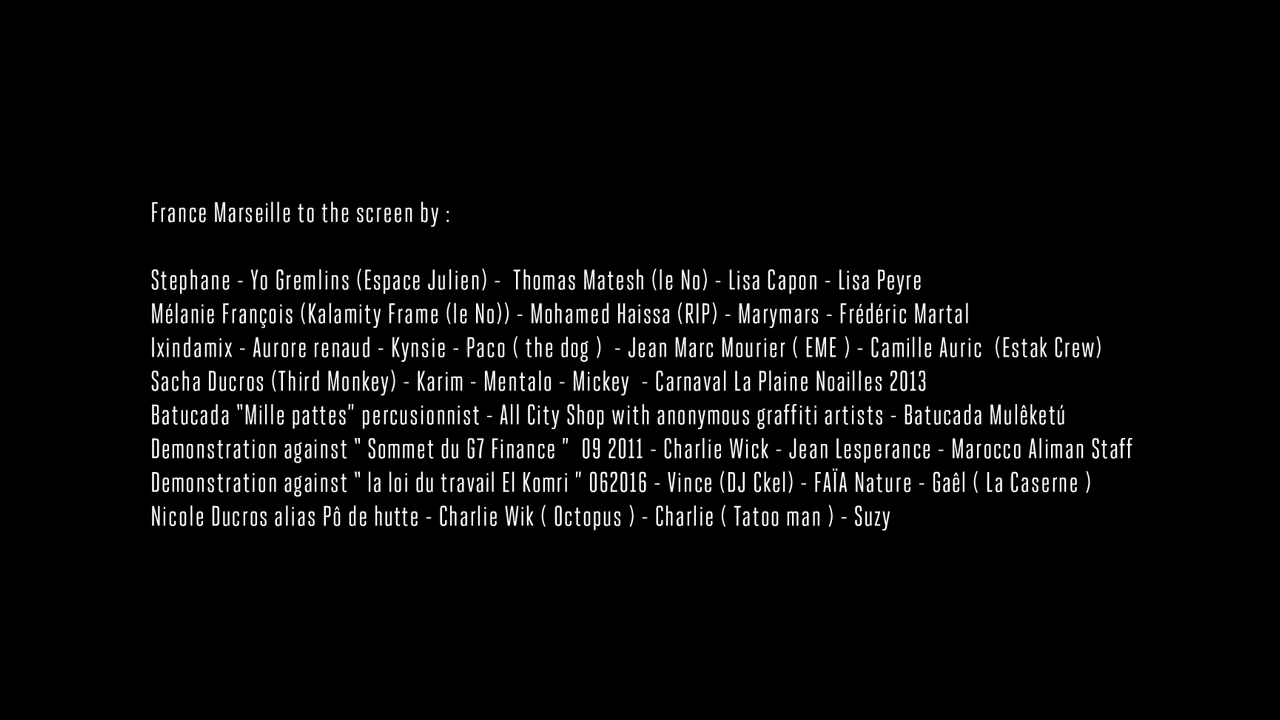 France Marseille to the screen by :
Stephane - Yo Gremlins (Espace Julien) - Thomas Matesh (le No) - Lisa Capon - Lisa Peyre
Mélanie François (Kalamity Frame (le No)) - Mohamed Haissa (RIP) - Marymars - Frédéric Martal
Ixindamix - Aurore renaud - Kynsie - Paco ( the dog ) - Jean Marc Mourier ( EME ) - Camille Auric (Estak Crew)
Sacha Ducros (Third Monkey) - Karim - Mentalo - Mickey - Carnaval La Plaine Noailles 2013
Batucada "Mille pattes" percusionnist - All City Shop with anonymous graffiti artists - Batucada Mulêketú
Demonstration against " Sommet du G7 Finance " 09 2011 - Charlie Wick - Jean Lesperance - Marocco Aliman Staff
Demonstration against " la loi du travail El Komri " 062016 - Vince (DJ Ckel) - FAÏA Nature - Gaêl ( La Caserne )
Nicole Ducros alias Pô de hutte - Charlie Wik ( Octopus ) - Charlie ( Tatoo man ) - Suzy